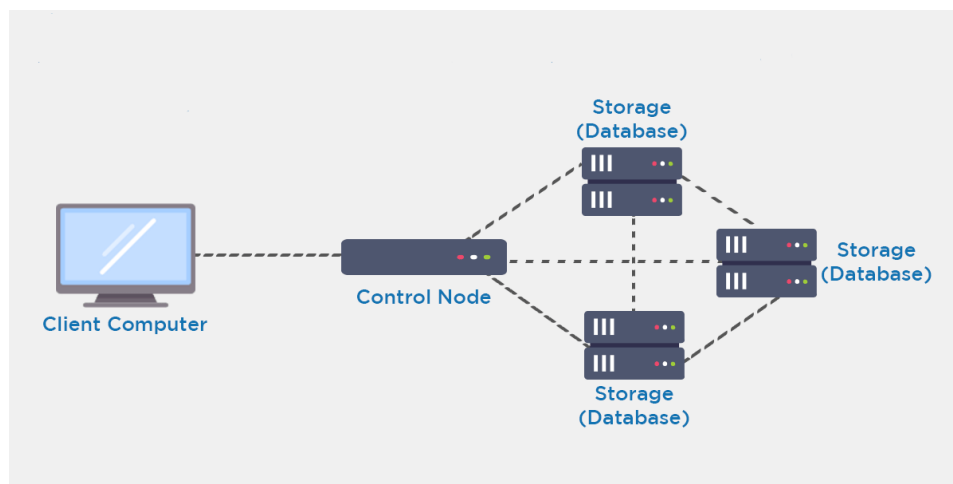 Storage
(Database)
Storage
(Database)
Control Node
Client Computer
Storage
(Database)